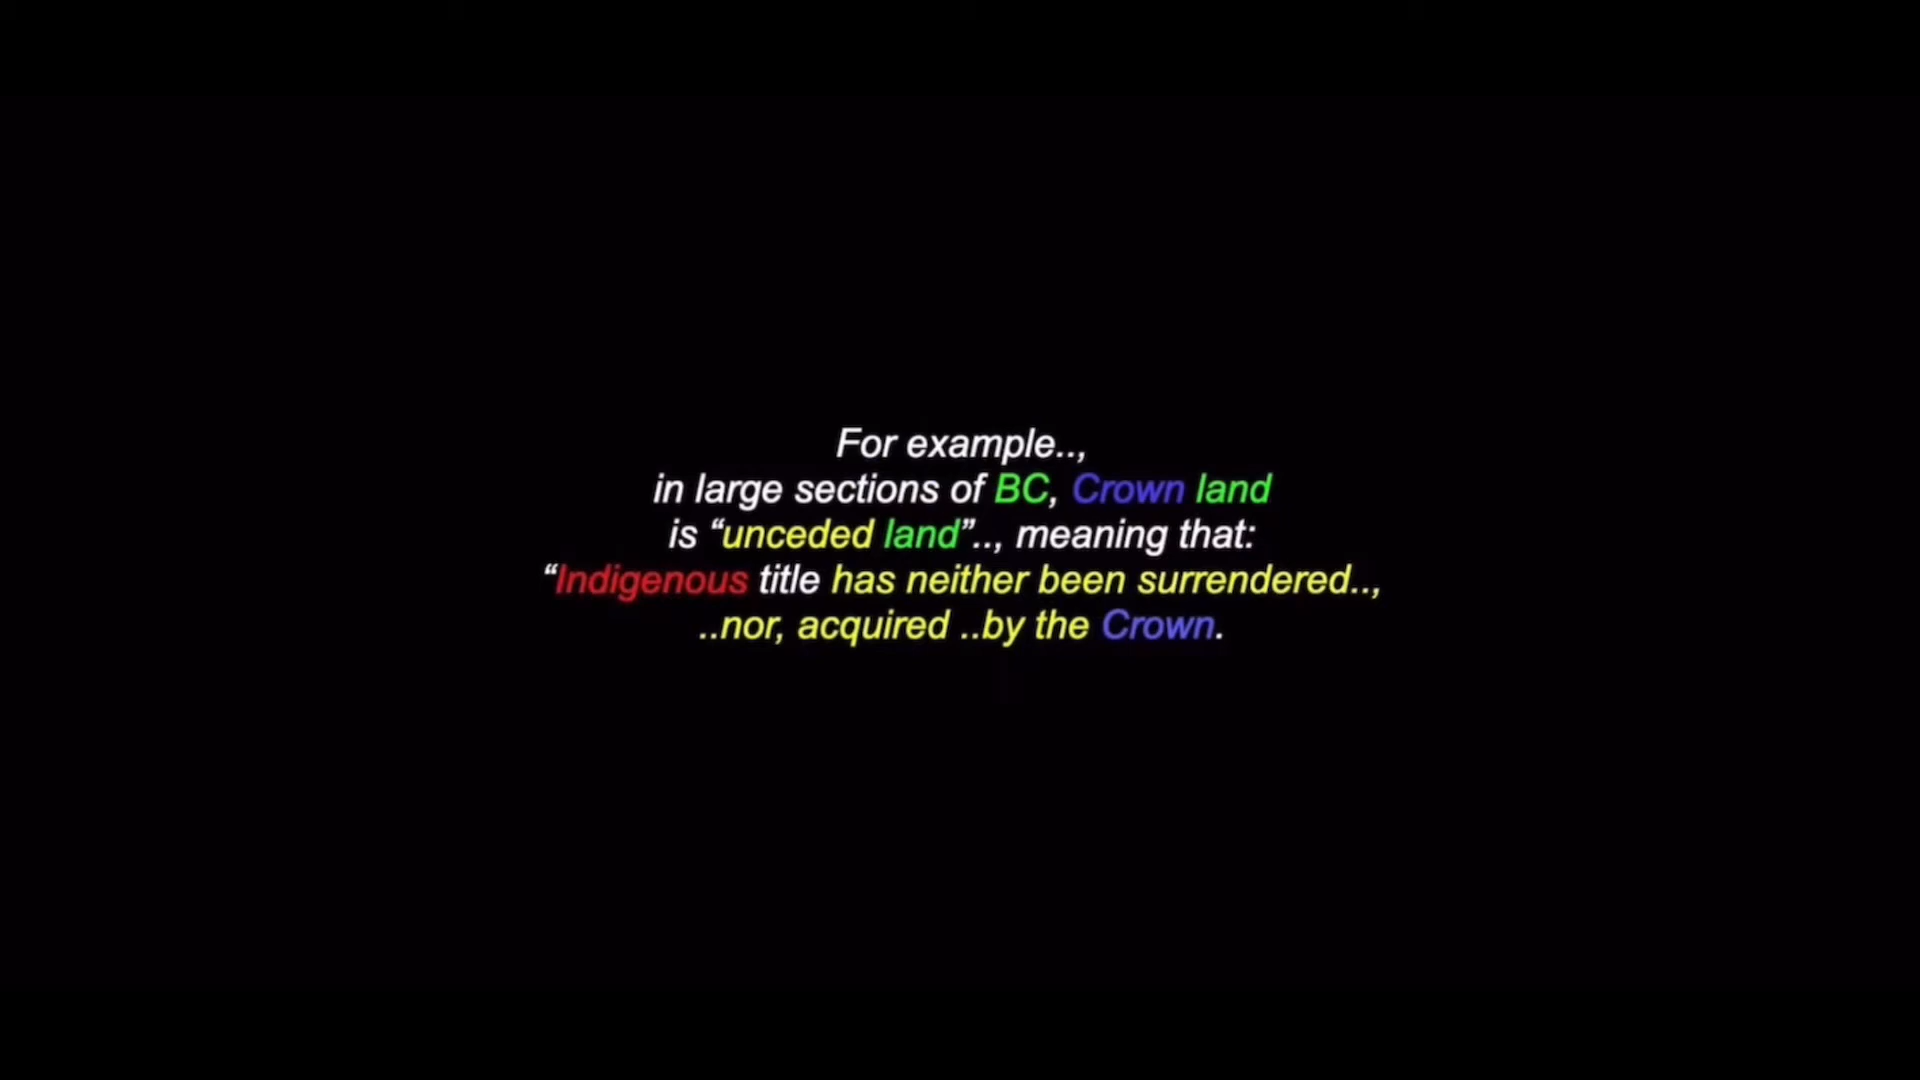 For example..,
in large sections of BC, Crown land
is “unceded land”.., meaning that:
“Indigenous title has neither been surrendered..,
..nor, acquired ..by the Crown.